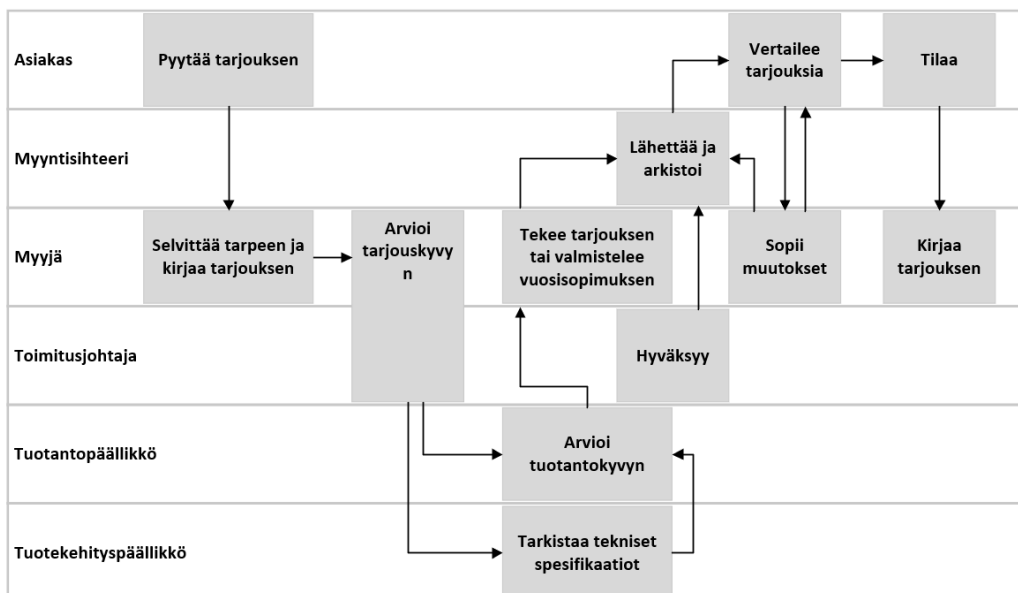 Asiakas
Pyytää tarjouksen
Vertailee
tarjouksia
Tilaa
Myyntisihteeri
Lähettää ja
arkistoi
Myyjä
Selvittää tarpeen ja
kirjaa tarjouksen
Arvioi
tarjouskyvy
n
Tekee tarjouksen
tai valmistelee
vuosisopimuksen
Sopii
muutokset
Kirjaa
tarjouksen
Toimitusjohtaja
Hyväksyy
Tuotantopäällikkö
Arvioi
tuotantokyvyn
Tuotekehityspäällikkö
Tarkistaa tekniset
spesifikaatiot